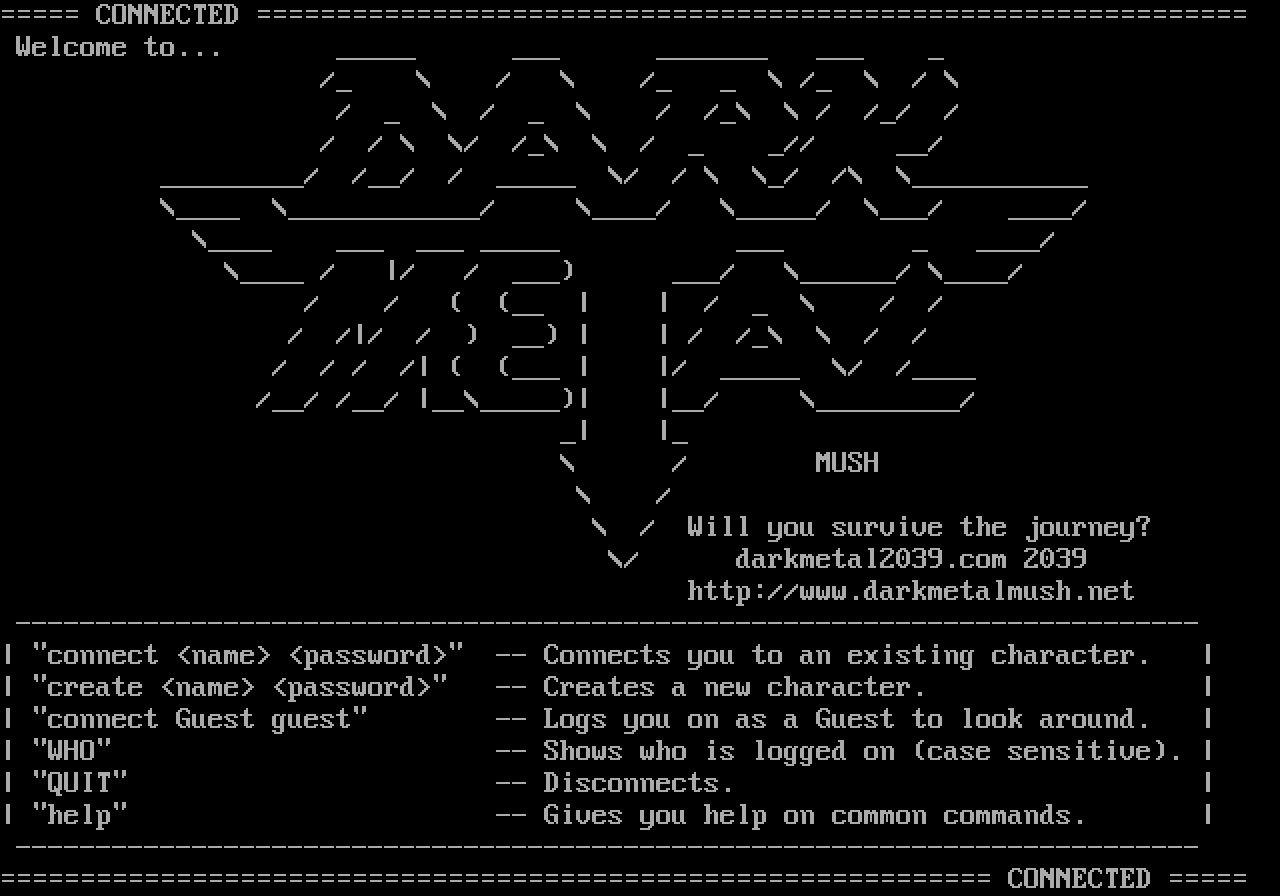 ===== CONNECTED ==============================================================
Welcome to...
DARK
METAL
MUSH
Will you survive the journey?
darkmetal2039.com 2039
http://www.darkmetalmush.net
| "connect <name> <password>"  -- Connects you to an existing character.   |
| "create <name> <password>"   -- Creates a new character.                 |
| "connect Guest guest"        -- Logs you on as a Guest to look around.   |
| "WHO"                        -- Shows who is logged on (case sensitive). |
| "QUIT"                       -- Disconnects.                             |
| "help"                       -- Gives you help on common commands.       |
============================================================== CONNECTED =====